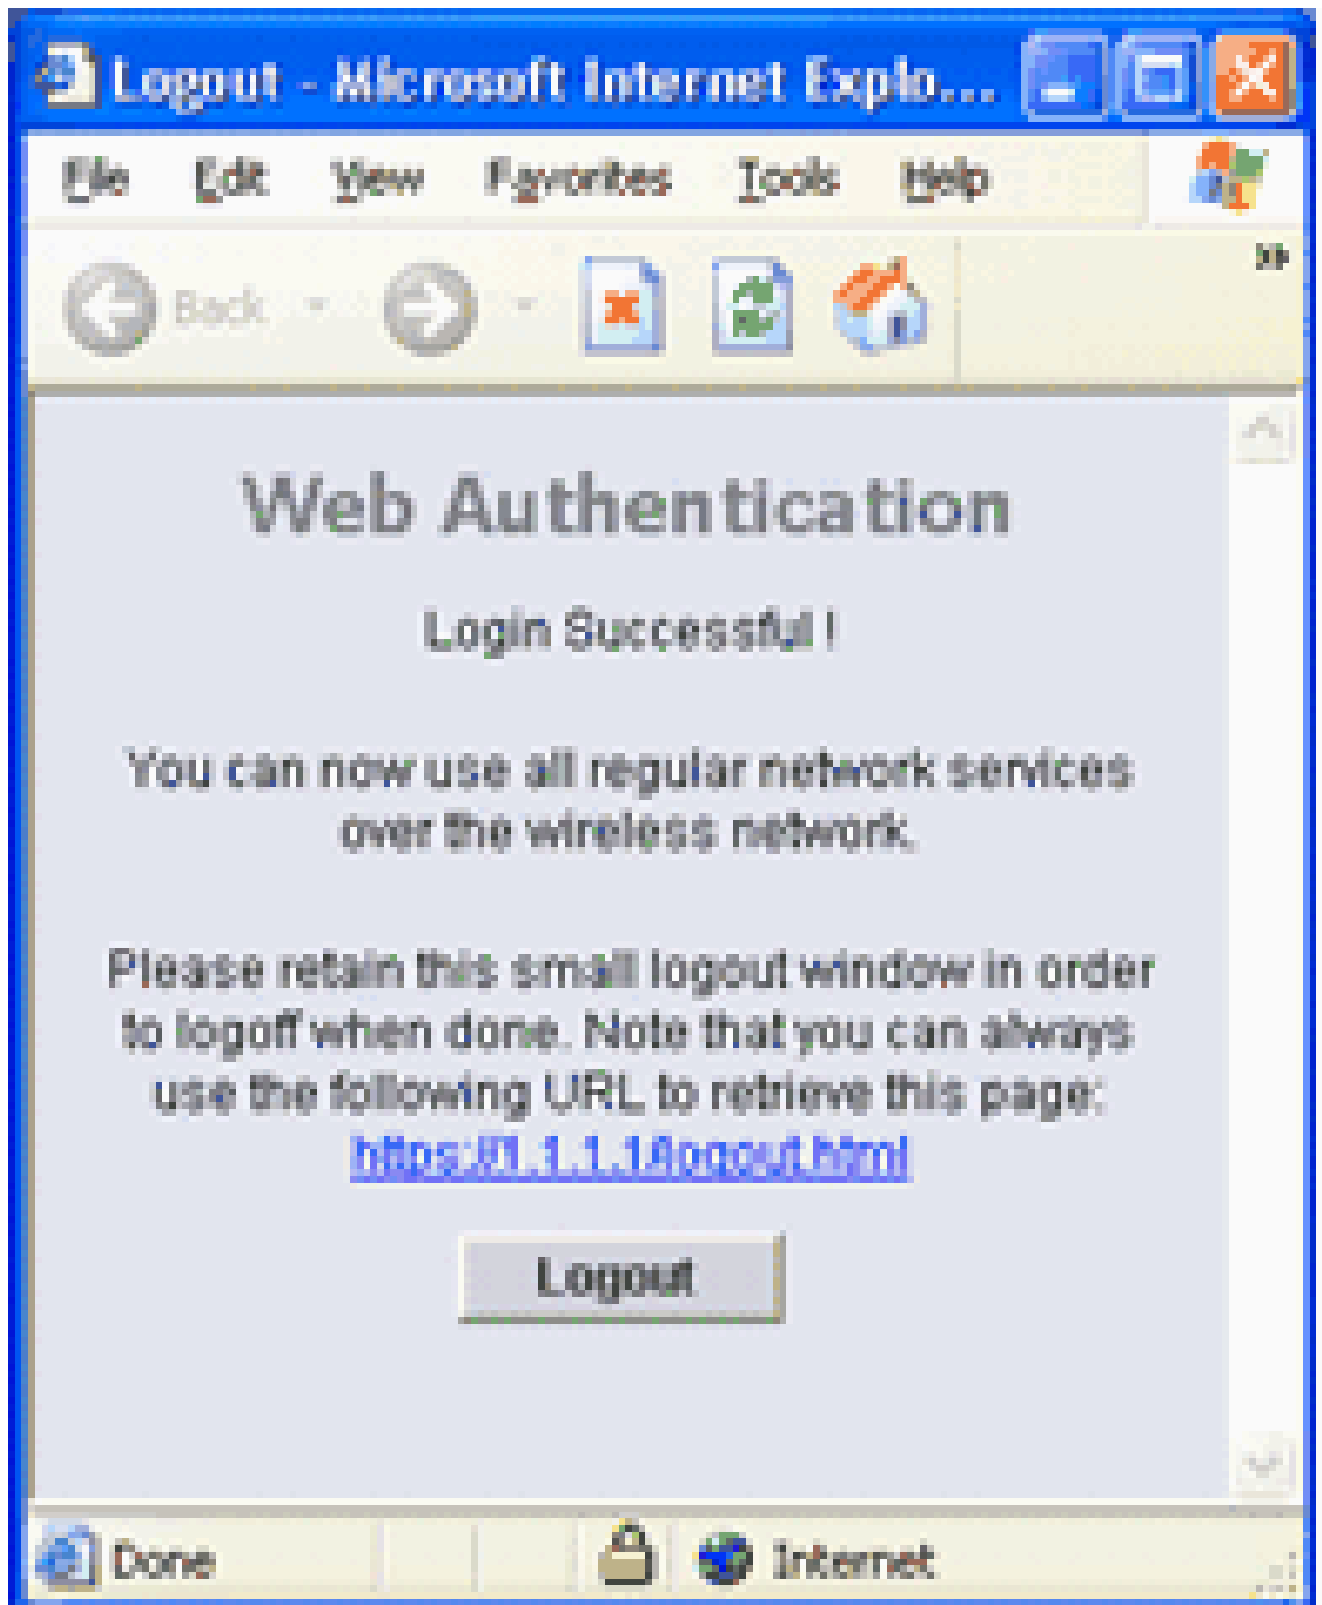 Logout - Microsoft Internet Explo...
File Edit View Favorites Tools Help
Back
Web Authentication
Login Successful !
You can now use all regular network services
over the wireless network.
Please retain this small logout window in order
to logoff when done. Note that you can always
use the following URL to retrieve this page:
https://1.1.1.1/logout.html
Logout
Done Internet